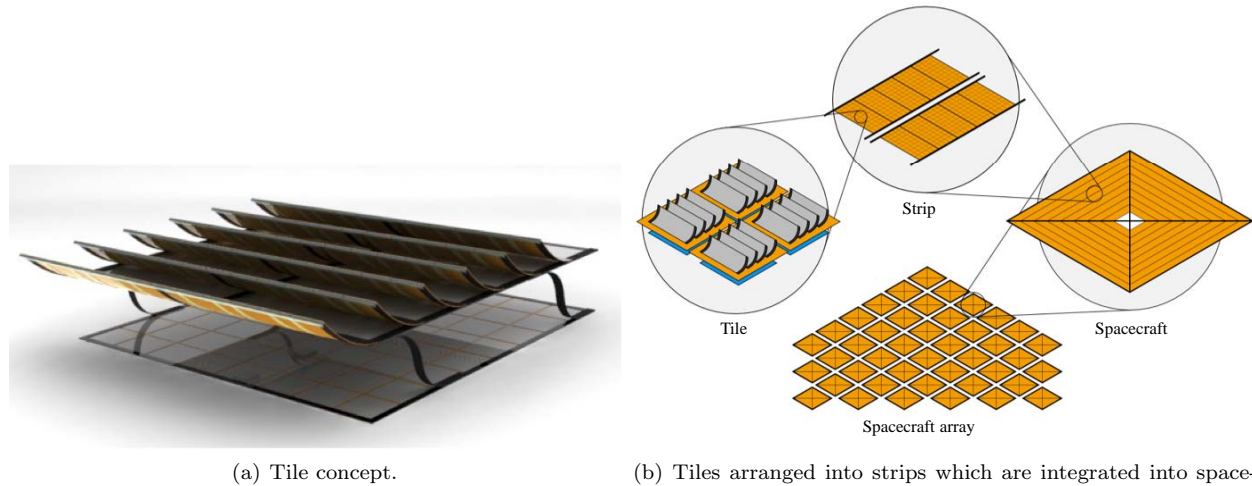 Strip
Tile
Spacecraft
Spacecraft array
(a) Tile concept.
(b) Tiles arranged into strips which are integrated into space-